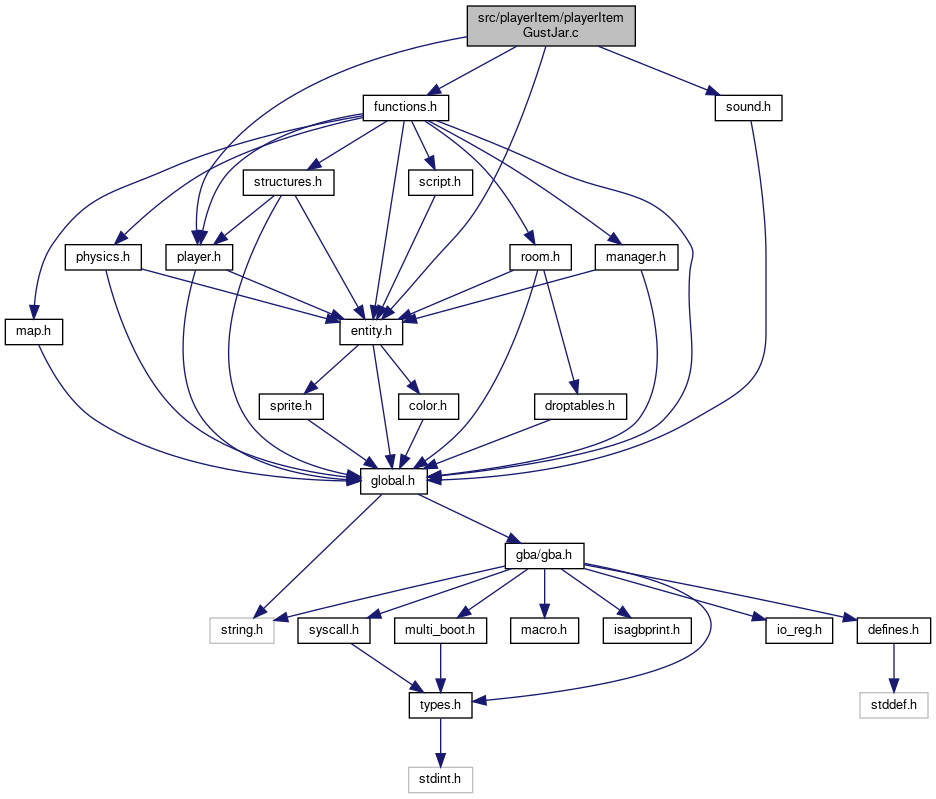 src/playerItem/playerItem
GustJar.c
functions.h
sound.h
structures.h
script.h
physics.h
player.h
room.h
manager.h
map.h
entity.h
sprite.h
color.h
droptables.h
global.h
gba/gba.h
string.h
syscall.h
multi_boot.h
macro.h
isagbprint.h
io_reg.h
defines.h
types.h
stddef.h
stdint.h